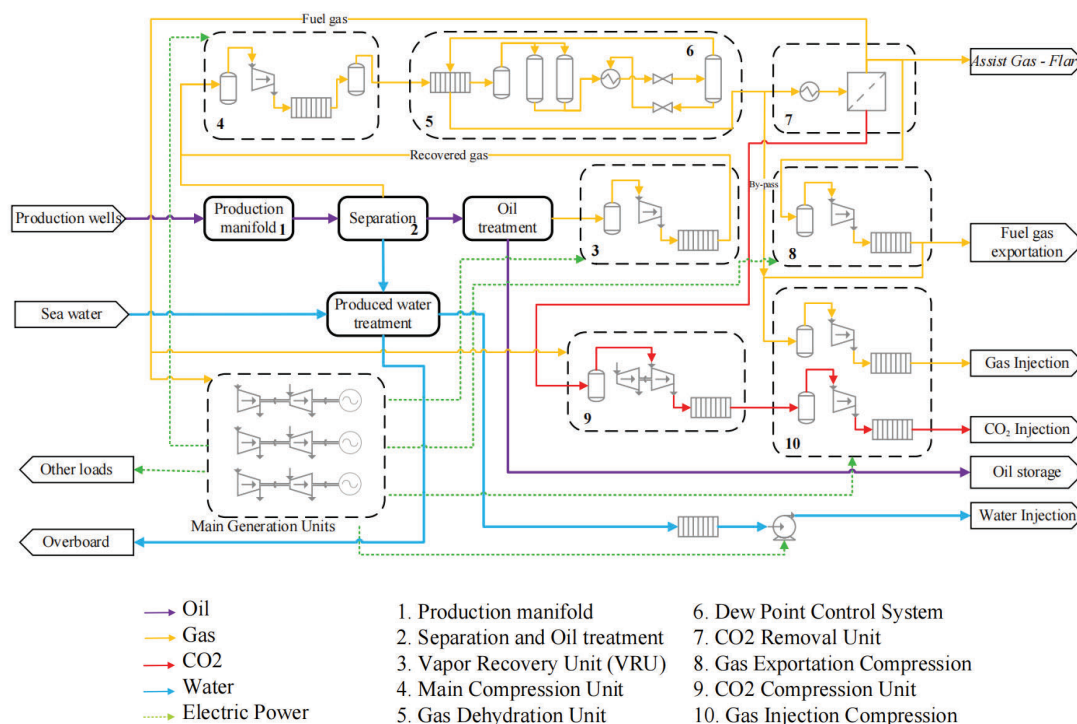 Fuel gas
Assist Gas - Flar
4
5
6
7
Recovered gas
By-pass
Production wells
Production
manifold 1
Separation
2
Oil
treatment
3
8
Fuel gas
exportation
Sea water
Produced water
treatment
Gas Injection
9
10
CO₂ Injection
Other loads
Oil storage
Main Generation Units
Water Injection
Overboard
Oil
Gas
CO2
Water
Electric Power
1. Production manifold
2. Separation and Oil treatment
3. Vapor Recovery Unit (VRU)
4. Main Compression Unit
5. Gas Dehydration Unit
6. Dew Point Control System
7. CO2 Removal Unit
8. Gas Exportation Compression
9. CO2 Compression Unit
10. Gas Injection Compression